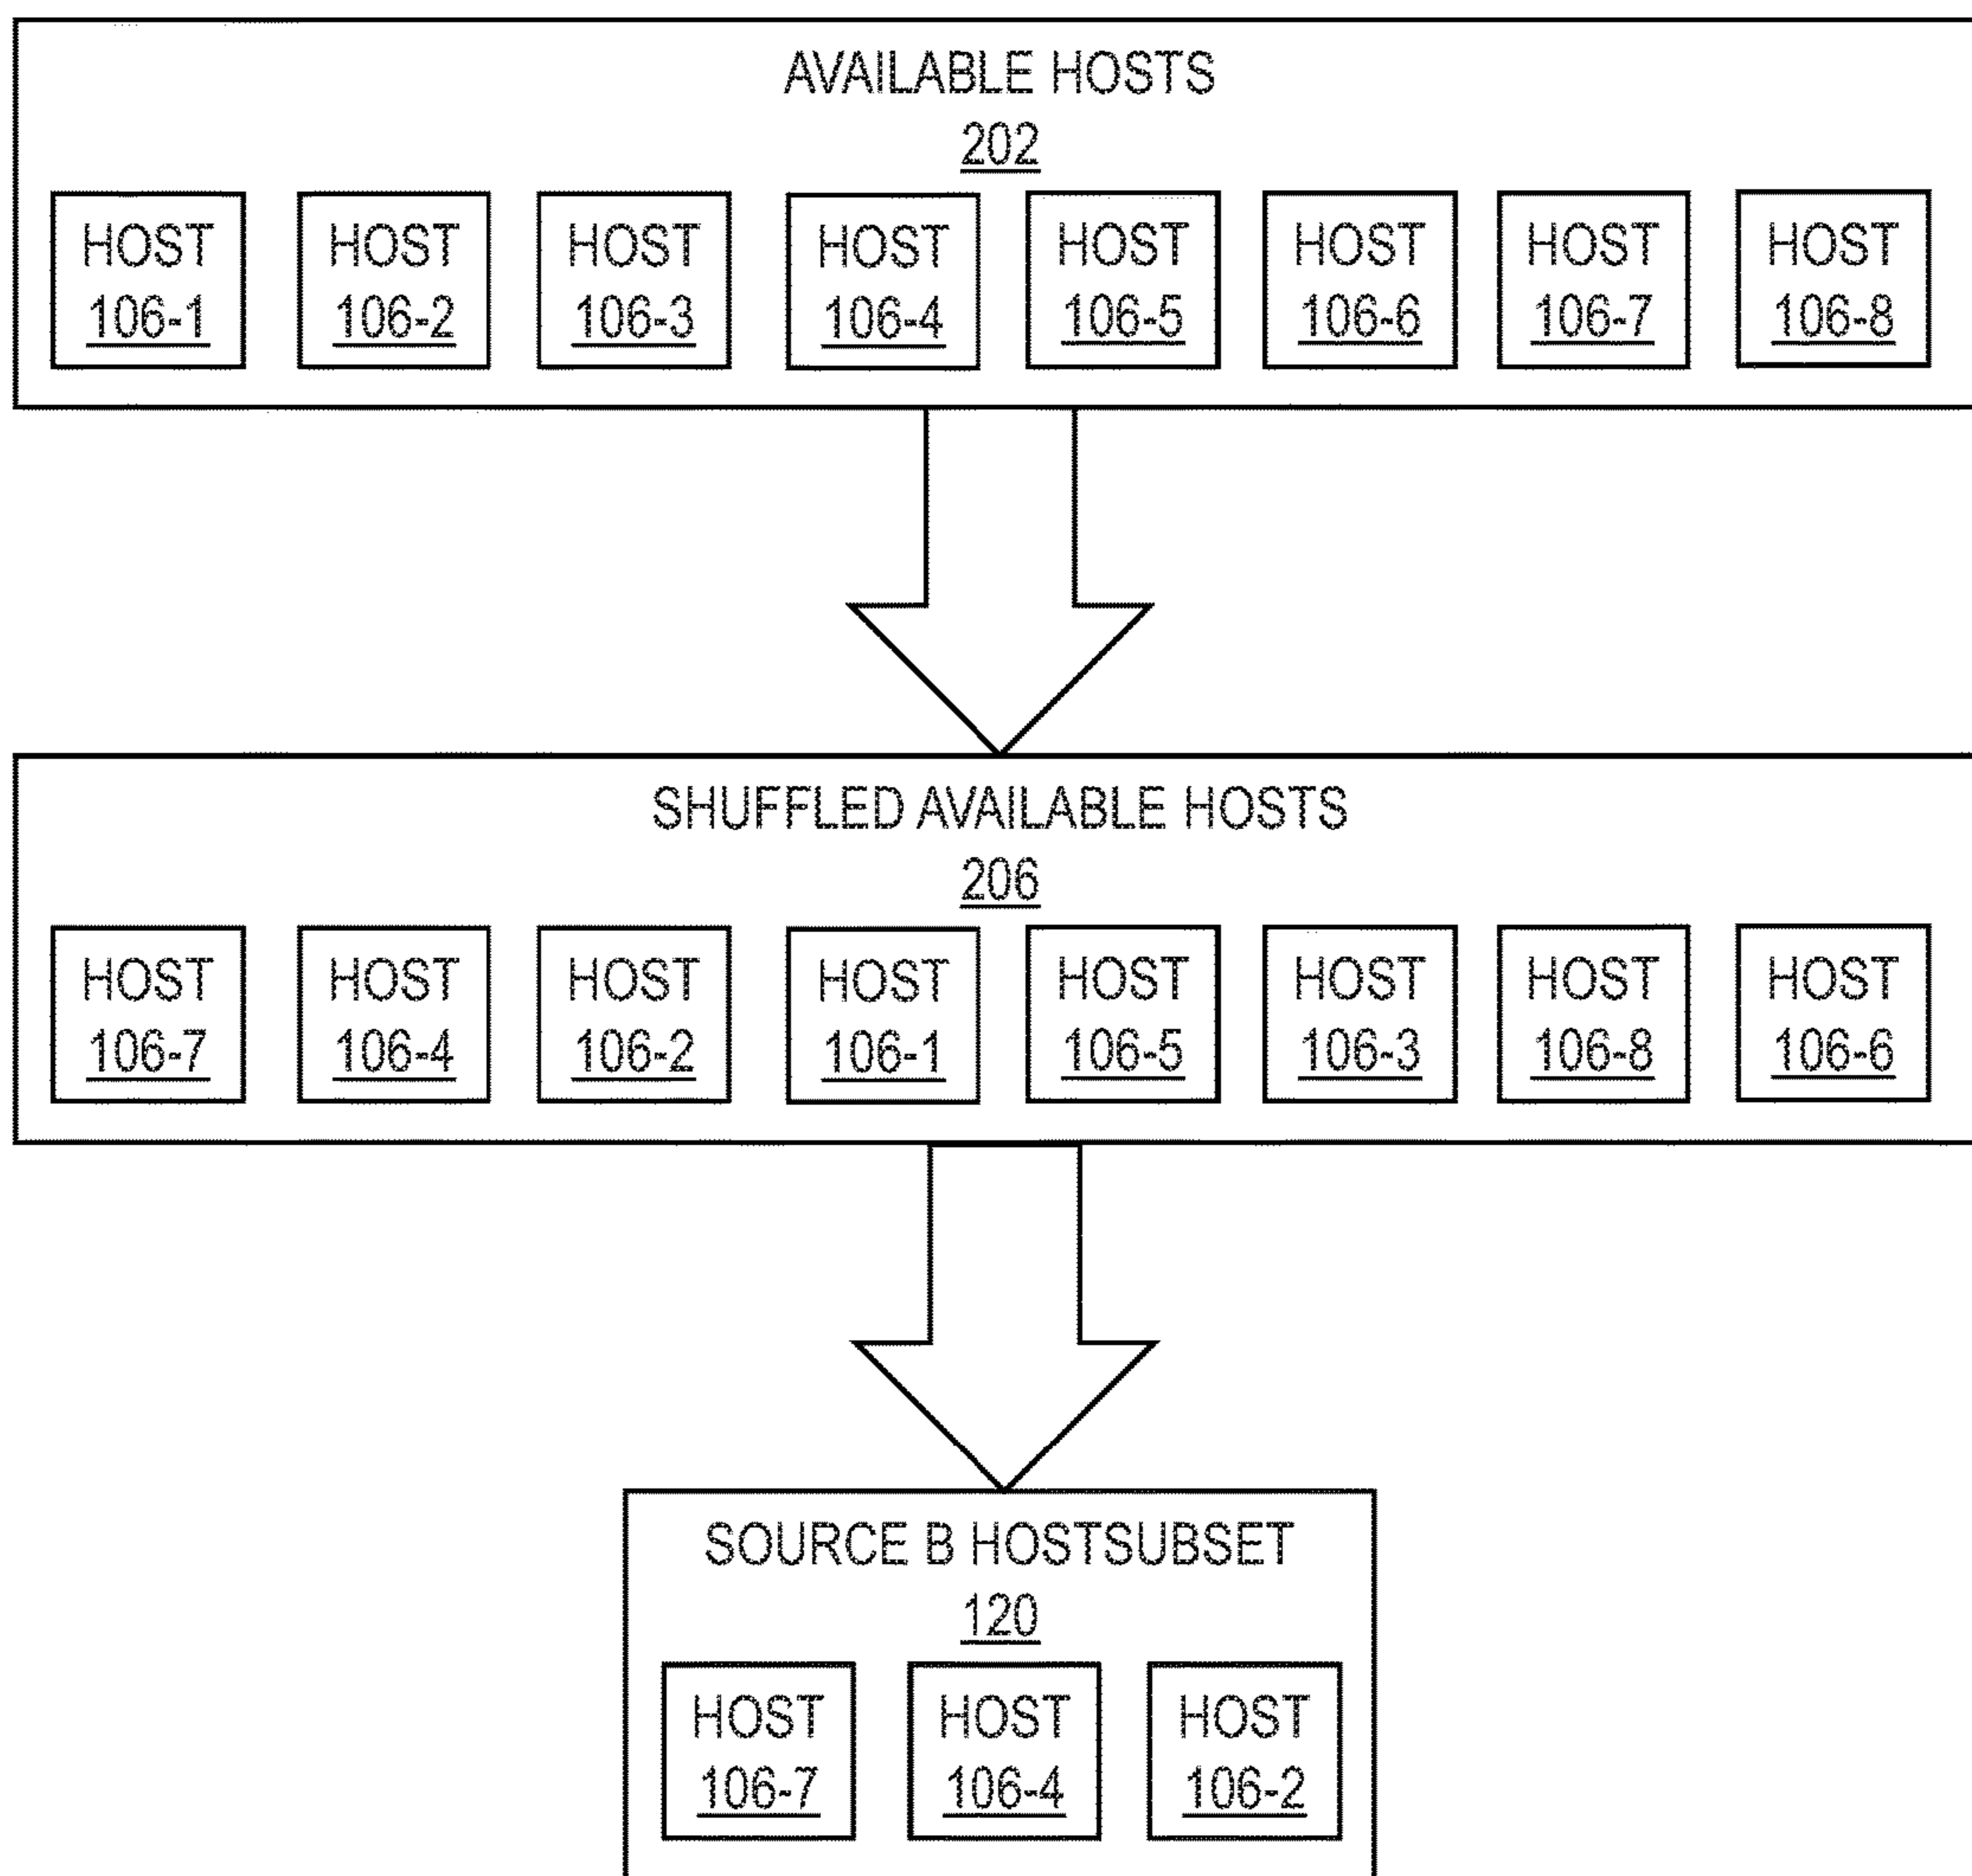 AVAILABLE HOSTS
202
HOST HOST HOST HOST HOST HOST HOST HOST
106-1 106-2 106-3 106-4 106-5 106-6 106-7 106-8
SHUFFLED AVAILABLE HOSTS
206
HOST HOST HOST HOST HOST HOST HOST HOST
106-7 106-4 106-2 106-1 106-5 106-3 106-8 106-6
SOURCE B HOSTSUBSET
120
HOST HOST HOST
106-7 106-4 106-2